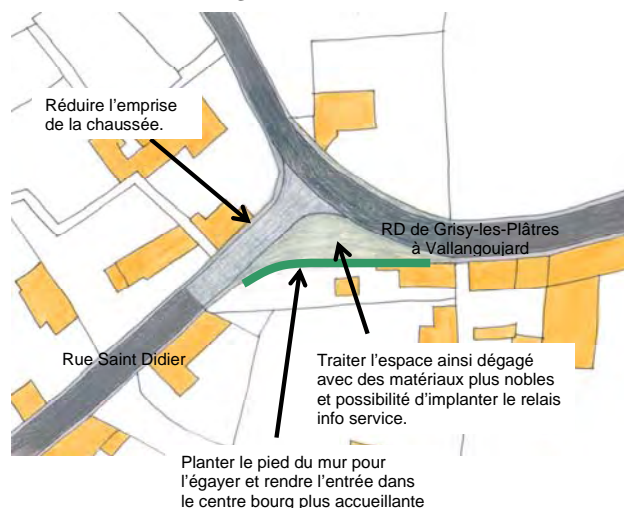 Réduire l’emprise
de la chaussée.
RD de Grisy-les-Plâtres
à Vallangoujard
Rue Saint Didier
Traiter l’espace ainsi dégagé
avec des matériaux plus nobles
et possibilité d’implanter le relais
info service.
Planter le pied du mur pour
l’égayer et rendre l’entrée dans
le centre bourg plus accueillante